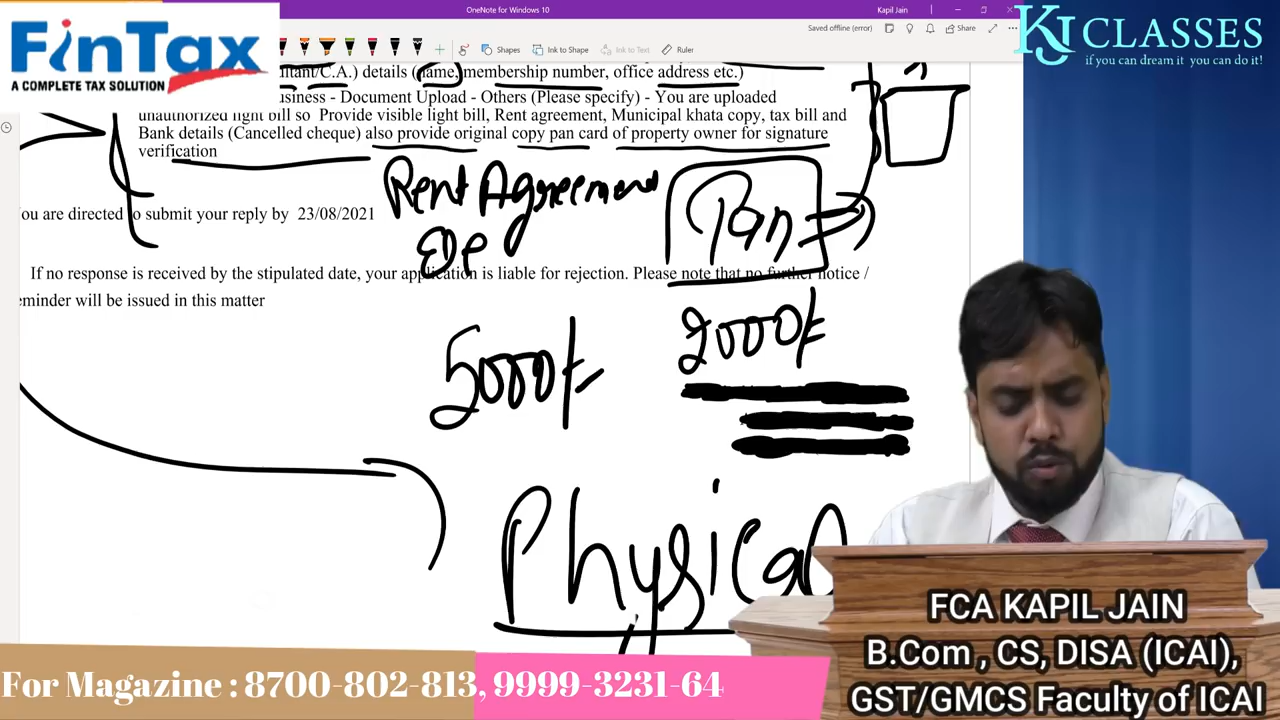 OneNote for Windows 10
Kapil Jain
Saved offline (error)
Shapes
Ink to Shape
Ink to Text
Ruler
Share
FinTax
A COMPLETE TAX SOLUTION
KJ CLASSES
if you can dream it you can do it!
ultant/C.A.) details (name, membership number, office address etc.)
usiness - Document Upload - Others (Please specify) - You are uploaded
unauthorized light bill so Provide visible light bill, Rent agreement, Municipal khata copy, tax bill and
Bank details (Cancelled cheque) also provide original copy pan card of property owner for signature
verification
Rent Agreement
Pan
ou are directed to submit your reply by 23/08/2021
If no response is received by the stipulated date, your application is liable for rejection. Please note that no further notice /
eminder will be issued in this matter
2000/-
5000/-
Physical
FCA KAPIL JAIN
B.Com , CS, DISA (ICAI),
GST/GMCS Faculty of ICAI
For Magazine : 8700-802-813, 9999-3231-64